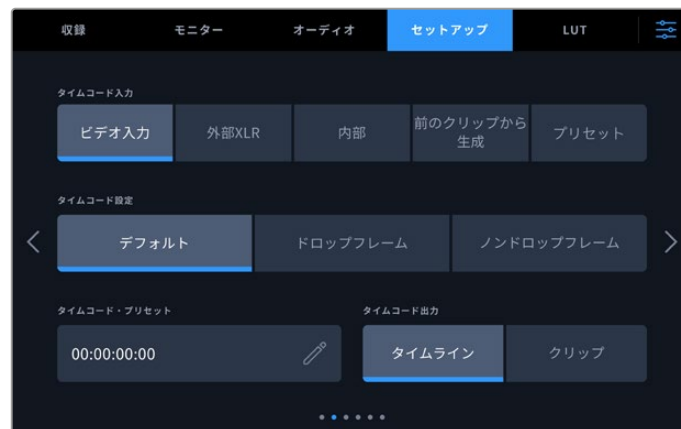 収録 モニター オーディオ セットアップ LUT
タイムコード入力
ビデオ入力 外部XLR 内部 前のクリップから
生成 プリセット
タイムコード設定
デフォルト ドロップフレーム ノンドロップフレーム
タイムコード・プリセット タイムコード出力
00:00:00:00 タイムライン クリップ